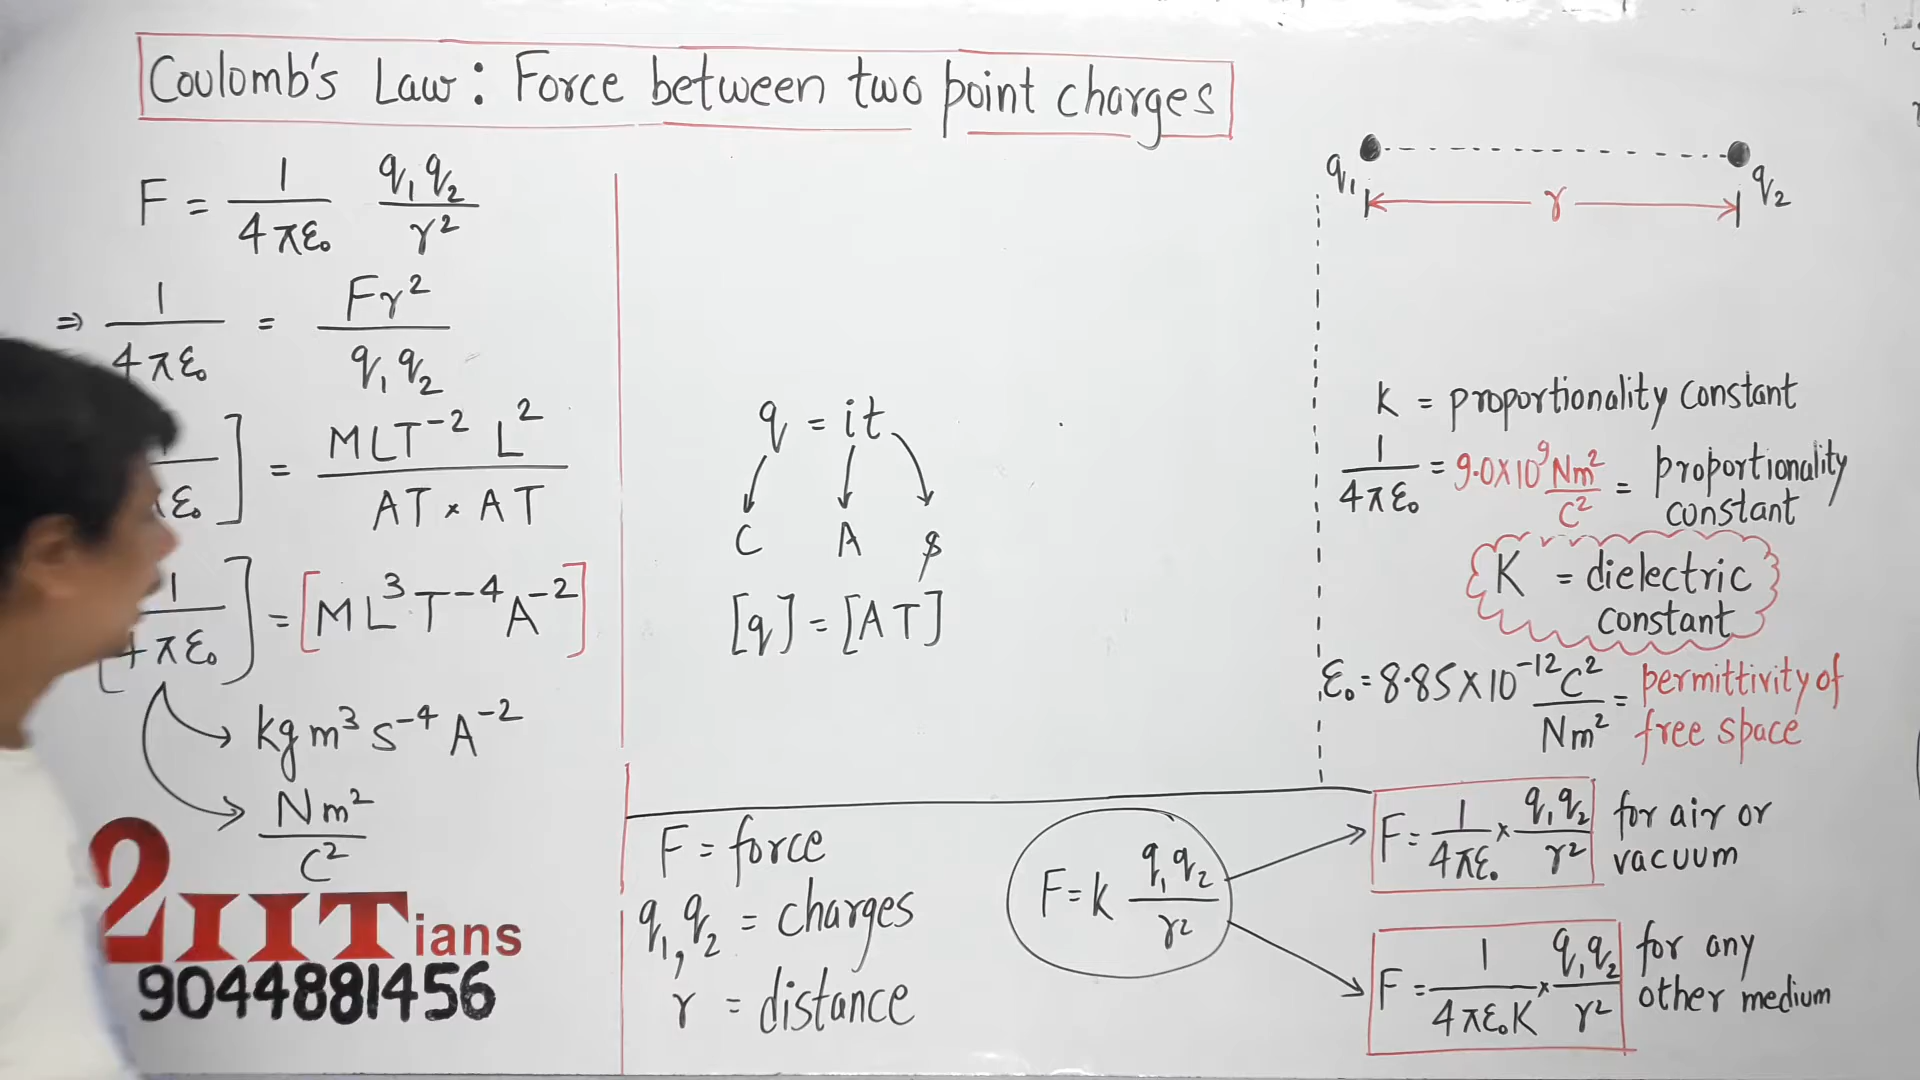 Coulomb's Law : Force between two point charges
F = 1/4πε₀ q₁q₂/r²
⇒ 1/4πε₀ = Fr²/q₁q₂
ε₀] = MLT⁻² L²/AT × AT
[1/4πε₀] = [ML³T⁻⁴A⁻²]
kg m³ s⁻⁴ A⁻²
Nm²/C²
2IITians
9044881456
q = it
C A s
[q] = [AT]
F = force
q₁, q₂ = charges
r = distance
F = k q₁q₂/r²
q₁ q₂
r
k = proportionality constant
1/4πε₀ = 9.0×10⁹ Nm²/C² = proportionality
constant
K = dielectric
constant
ε₀ = 8.85×10⁻¹² C²/Nm² = permittivity of
free space
F = 1/4πε₀ × q₁q₂/r² for air or
vacuum
F = 1/4πε₀K × q₁q₂/r² for any
other medium